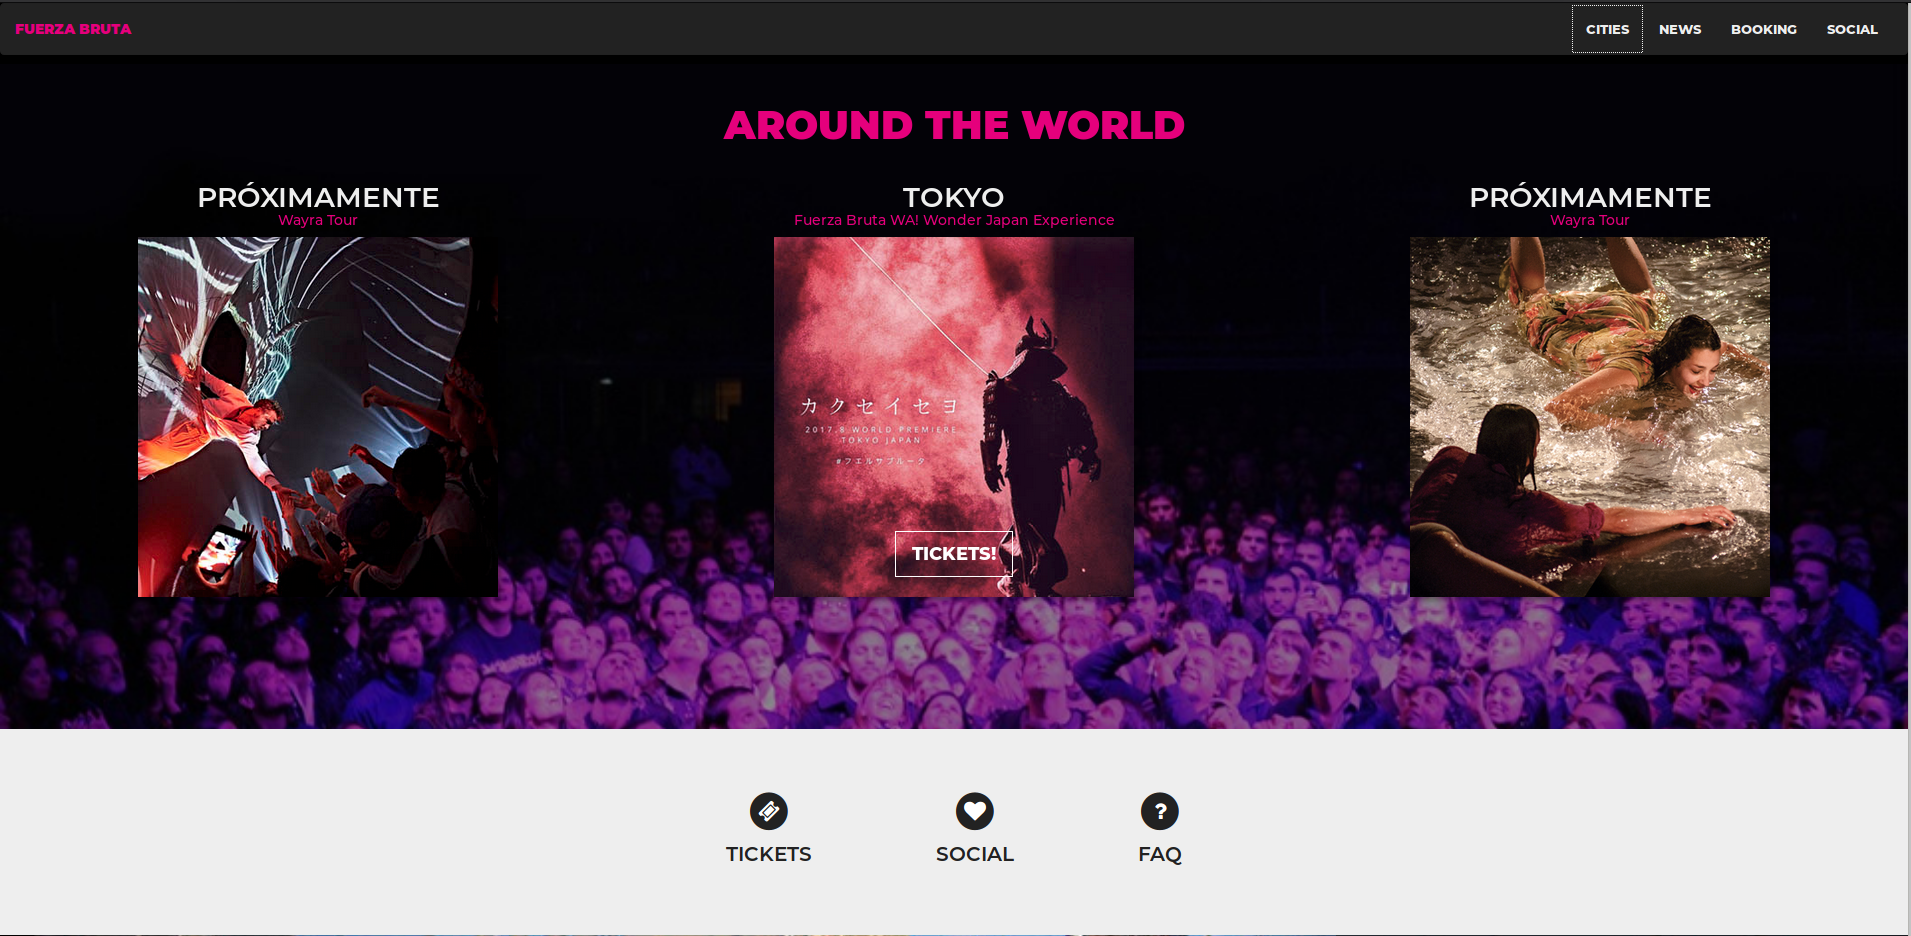 FUERZA BRUTA
CITIES NEWS BOOKING SOCIAL
AROUND THE WORLD
PRÓXIMAMENTE
Wayra Tour
TOKYO
Fuerza Bruta WA! Wonder Japan Experience
カクセイセヨ
2017.8 WORLD PREMIERE
TOKYO JAPAN
#フエルサブルータ
TICKETS!
PRÓXIMAMENTE
Wayra Tour
TICKETS
SOCIAL
FAQ